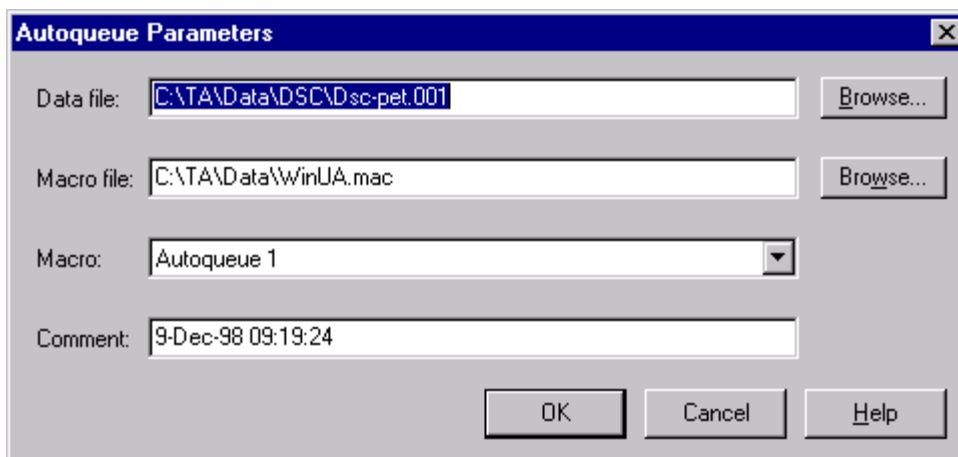 Autoqueue Parameters
Data file: C:\TA\Data\DSC\Dsc-pet.001 Browse...
Macro file: C:\TA\Data\WinUA.mac Browse...
Macro: Autoqueue 1
Comment: 9-Dec-98 09:19:24
OK Cancel Help